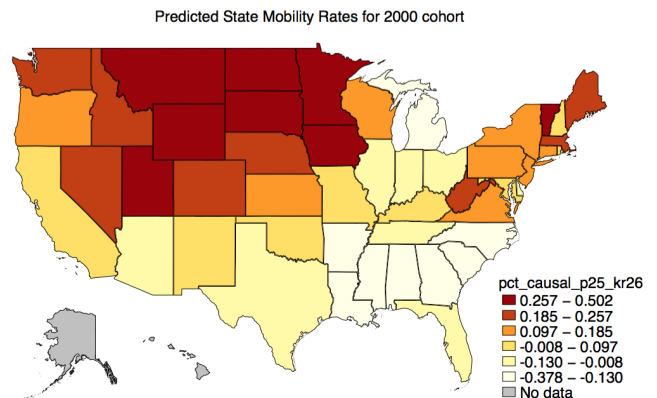 Predicted State Mobility Rates for 2000 cohort
pct_causal_p25_kr26
0.257 – 0.502
0.185 – 0.257
0.097 – 0.185
-0.008 – 0.097
-0.130 – -0.008
-0.378 – -0.130
No data